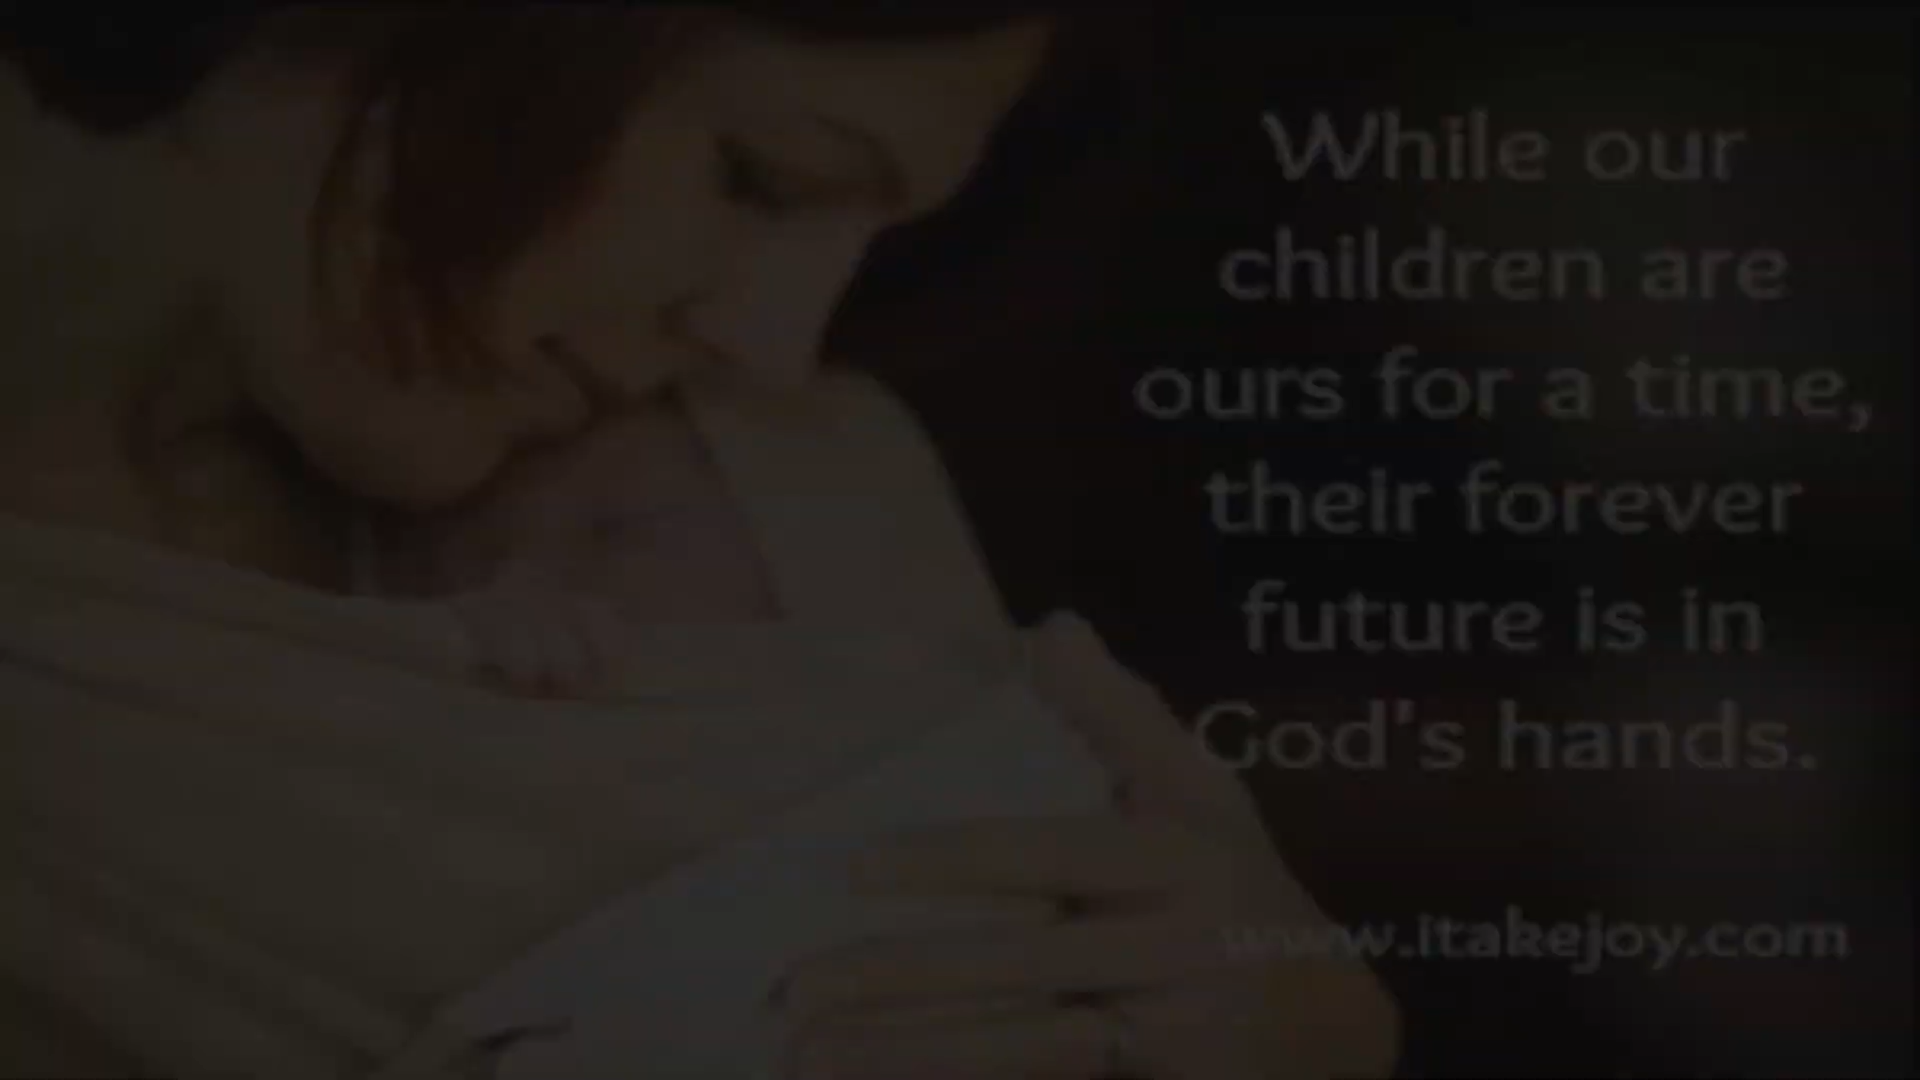 While our
children are
ours for a time,
their forever
future is in
God's hands.
www.itakejoy.com